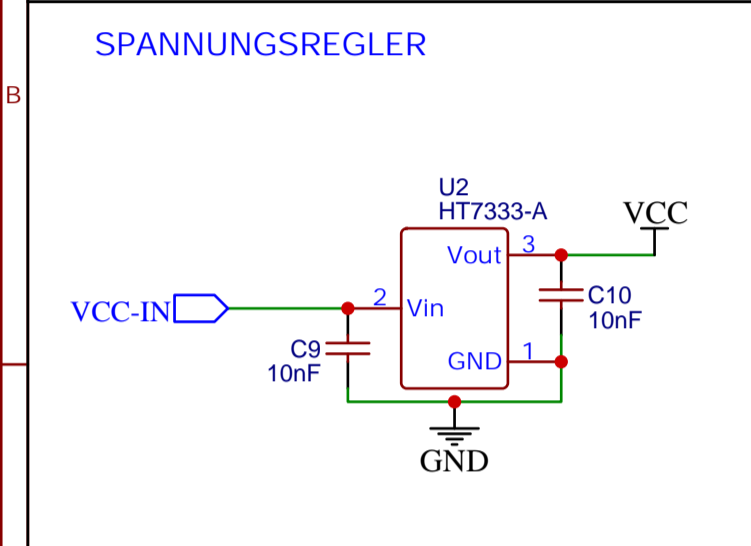 SPANNUNGSREGLER
B
U2
HT7333-A
VCC
Vout
3
VCC-IN
2
Vin
C10
10nF
C9
10nF
GND
1
GND